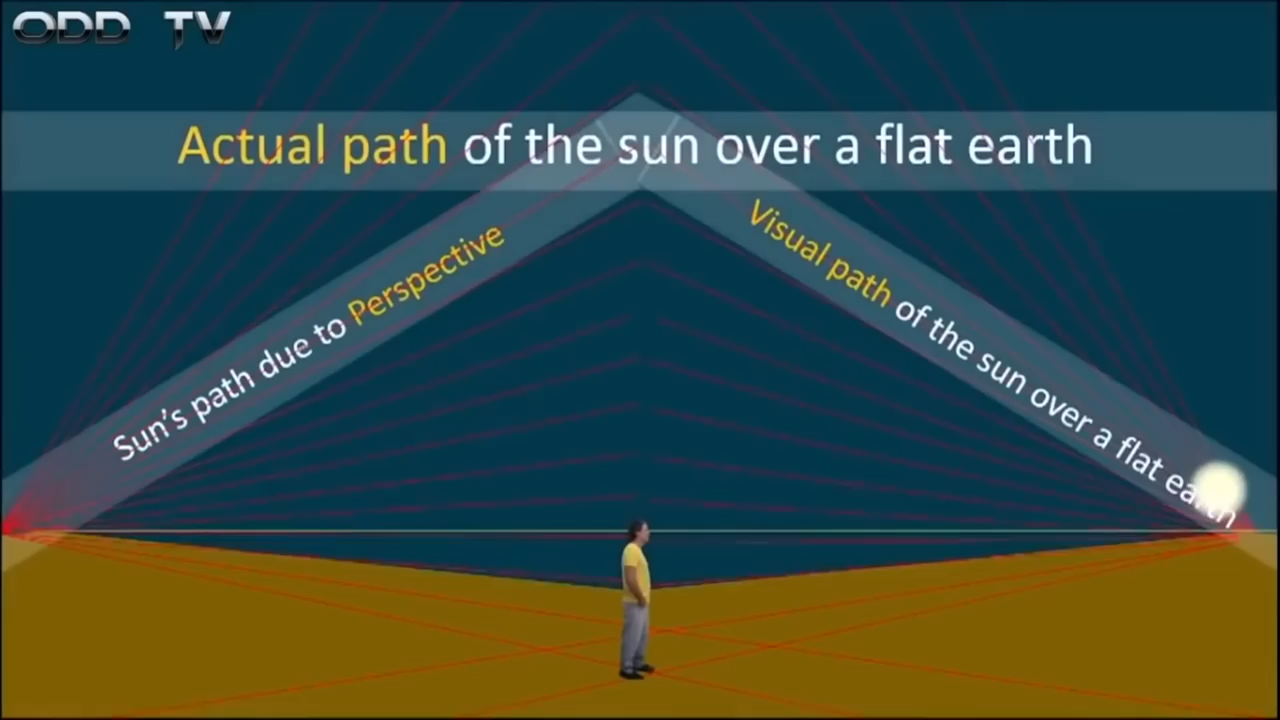 ODD TV
Actual path of the sun over a flat earth
Sun's path due to Perspective
Visual path of the sun over a flat earth